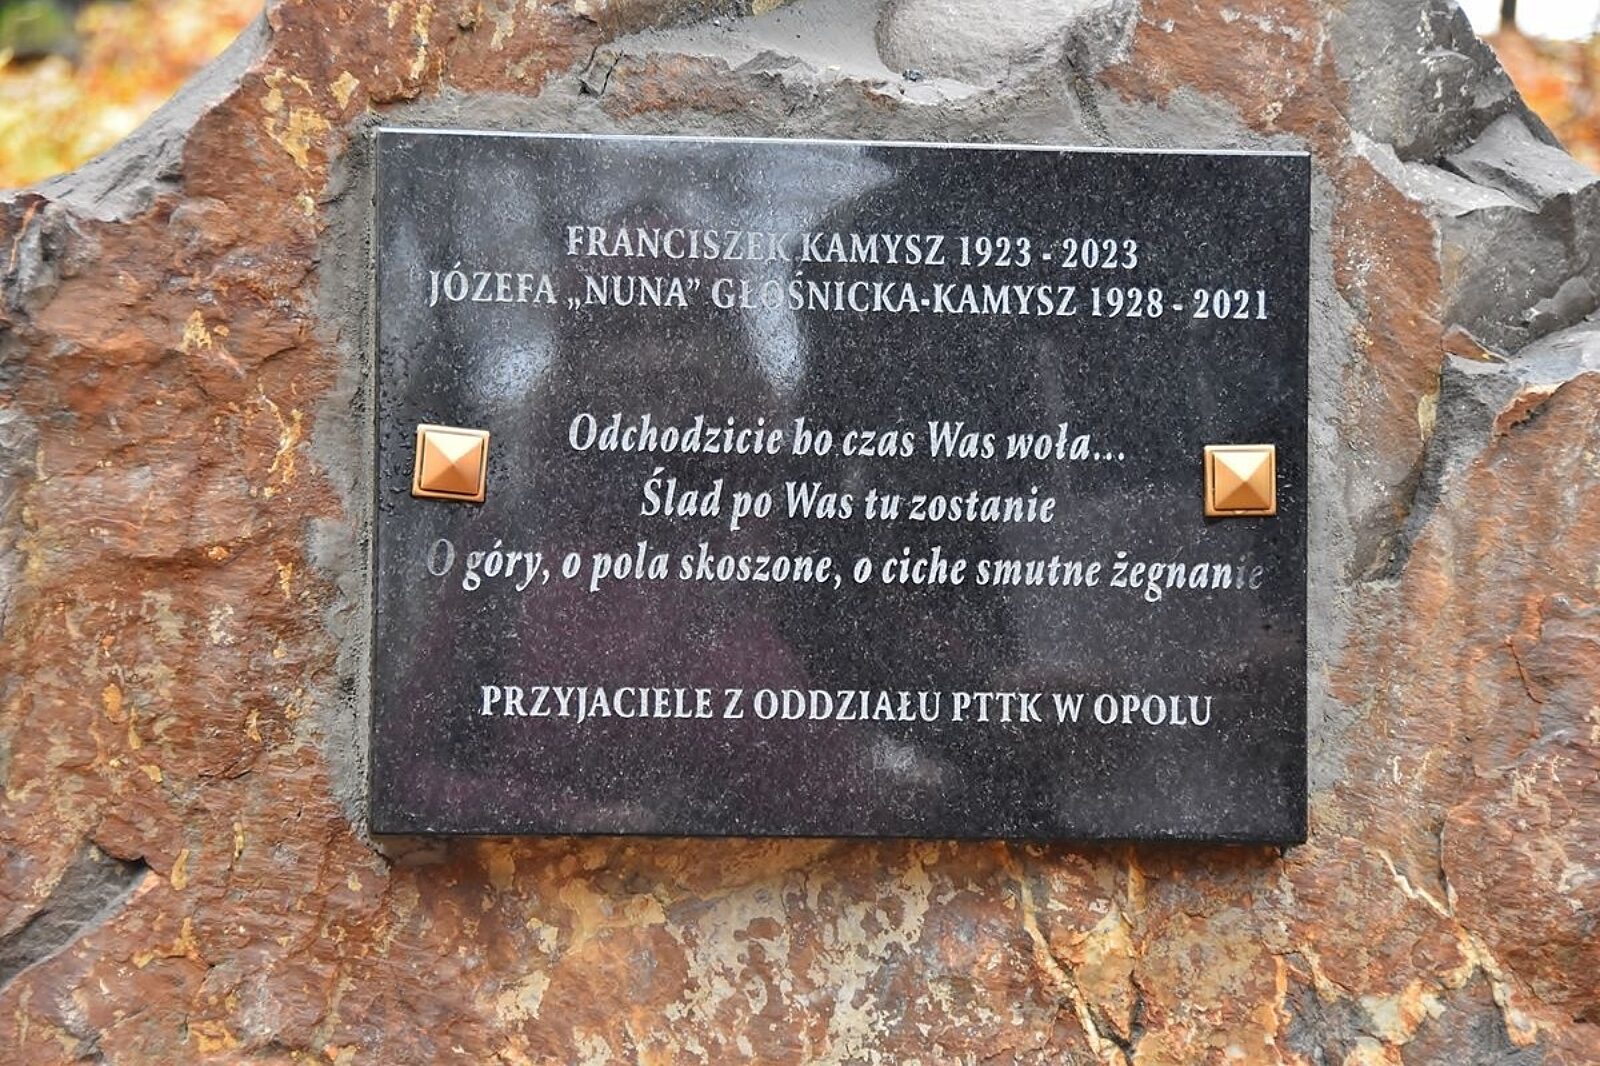 FRANCISZEK KAMYSZ 1923 - 2023
JÓZEFA „NUNA” GŁOŚNICKA-KAMYSZ 1928 - 2021
Odchodzicie bo czas Was woła...
Ślad po Was tu zostanie
O góry, o pola skoszone, o ciche smutne żegnanie
PRZYJACIELE Z ODDZIAŁU PTTK W OPOLU